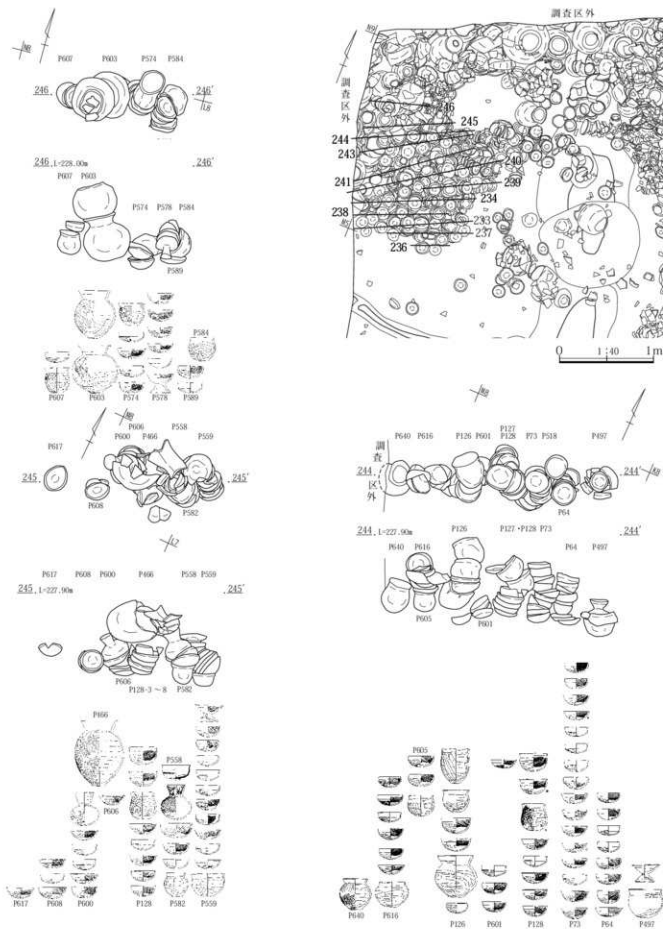 P607 P603 P574 P584
246 246'
246 L=228.00m 246'
P607 P603
P574 P578 P584
P589
P584
P607 P603 P574 P578 P589
P606
P617 P600 P466 P558 P559
245 245'
P608
P582
P617 P608 P600 P466 P558 P559
245 L=227.90m 245'
P606
P128-3 ~ 8 P582
P466
P558
P606
P617 P608 P600 P128 P582 P559
調査区外
調査区外
246
245
244
243
241
240
239
234
238
233
237
236
0 1:40 1m
P127
P640 P616 P126 P601 P128 P73 P518 P497
調査区外
244 244'
P64
244 L=227.90m 244'
P126 P127・P128 P73
P640 P616 P64 P497
P605 P601
P605
P640 P616
P126 P601 P128 P73 P64 P497